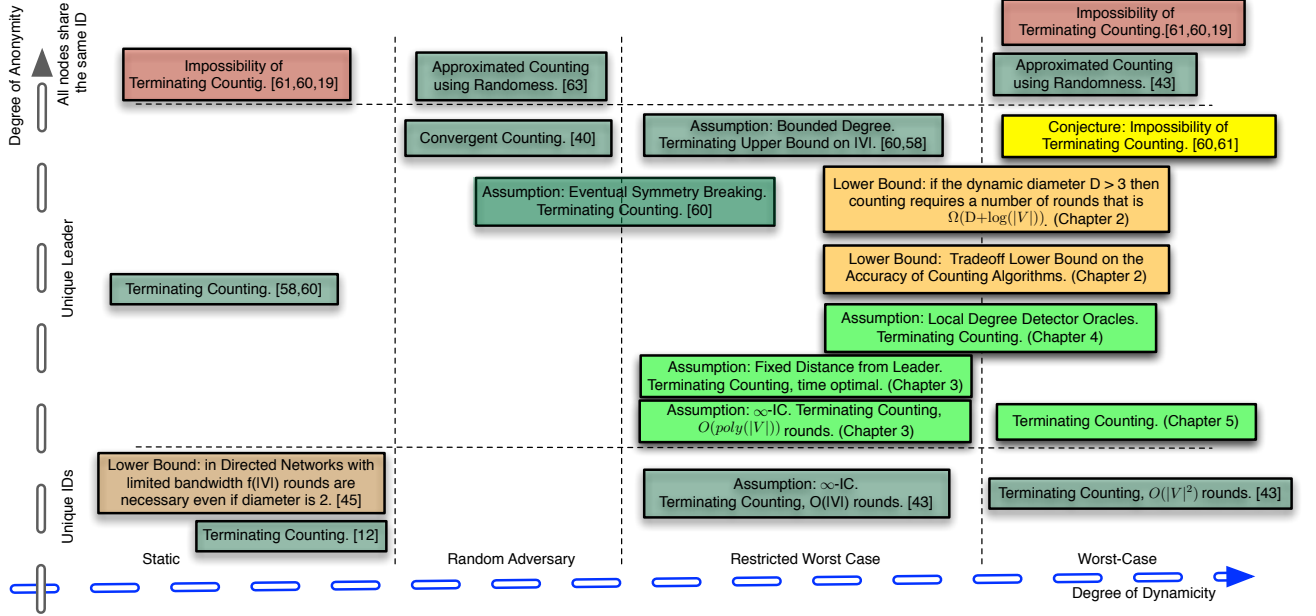 Degree of Anonymity
All nodes share
the same ID
Unique Leader
Unique IDs
Impossibility of
Terminating Countig. [61,60,19]
Approximated Counting
using Randomess. [63]
Impossibility of
Terminating Counting.[61,60,19]
Approximated Counting
using Randomness. [43]
Convergent Counting. [40]
Assumption: Bounded Degree.
Terminating Upper Bound on |V|. [60,58]
Conjecture: Impossibility of
Terminating Counting. [60,61]
Assumption: Eventual Symmetry Breaking.
Terminating Counting. [60]
Lower Bound: if the dynamic diameter D > 3 then
counting requires a number of rounds that is
Ω(D+log(|V|)). (Chapter 2)
Lower Bound: Tradeoff Lower Bound on the
Accuracy of Counting Algorithms. (Chapter 2)
Terminating Counting. [58,60]
Assumption: Local Degree Detector Oracles.
Terminating Counting. (Chapter 4)
Assumption: Fixed Distance from Leader.
Terminating Counting, time optimal. (Chapter 3)
Assumption: ∞-IC. Terminating Counting,
O(poly(|V|)) rounds. (Chapter 3)
Terminating Counting. (Chapter 5)
Lower Bound: in Directed Networks with
limited bandwidth f(|V|) rounds are
necessary even if diameter is 2. [45]
Terminating Counting. [12]
Assumption: ∞-IC.
Terminating Counting, O(|V|) rounds. [43]
Terminating Counting, O(|V|²) rounds. [43]
Static
Random Adversary
Restricted Worst Case
Worst-Case
Degree of Dynamicity